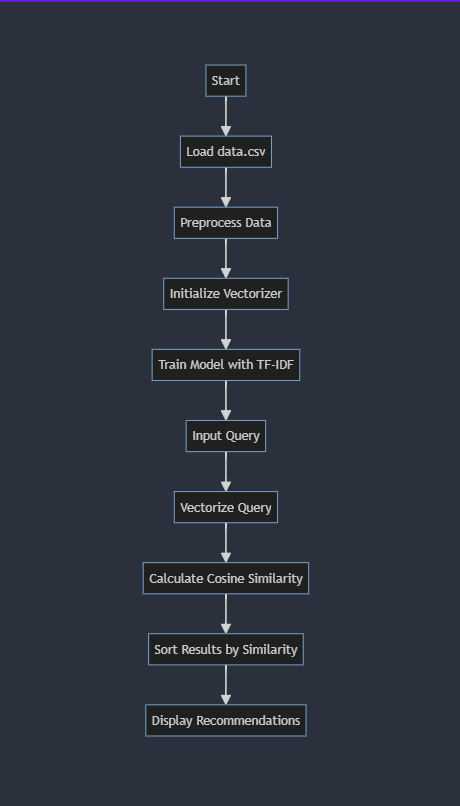 Start
Load data.csv
Preprocess Data
Initialize Vectorizer
Train Model with TF-IDF
Input Query
Vectorize Query
Calculate Cosine Similarity
Sort Results by Similarity
Display Recommendations